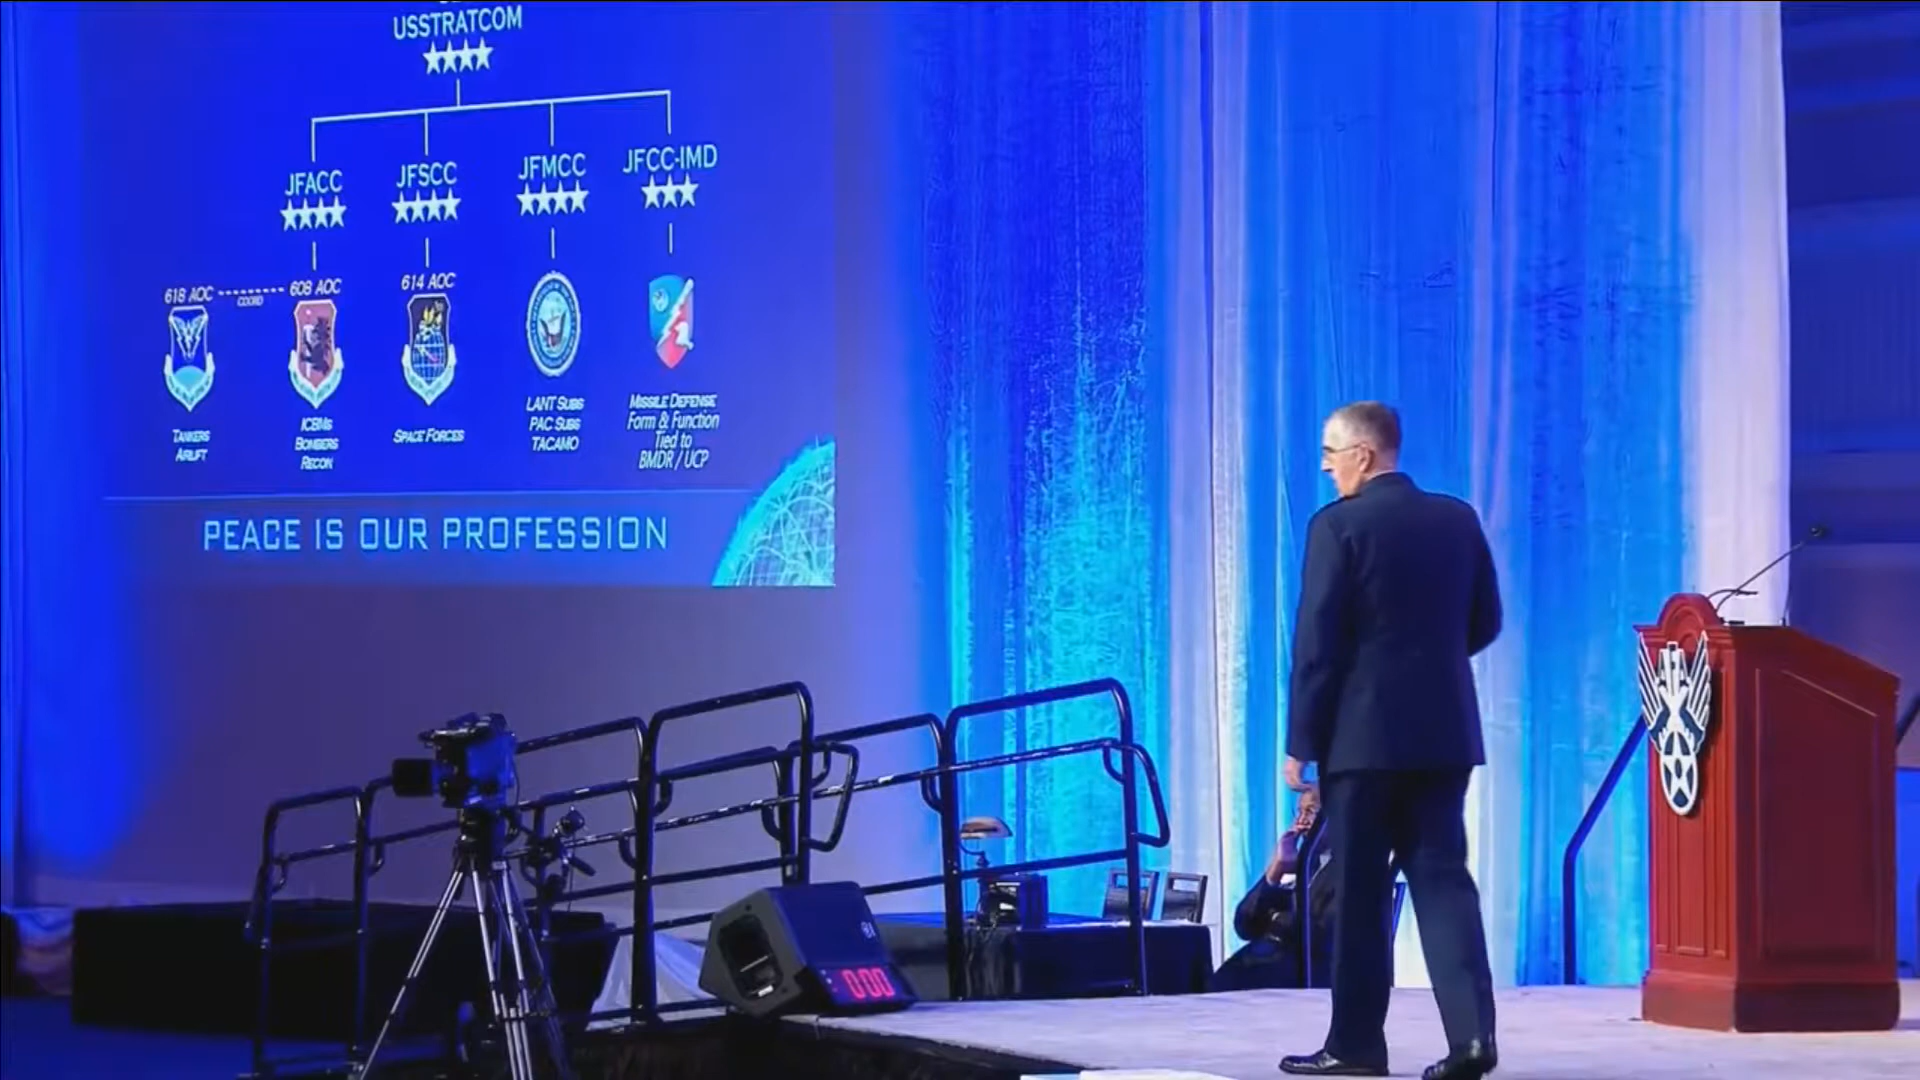 USSTRATCOM
JFACC
JFSCC
JFMCC
JFCC-IMD
618 AOC
COORD
608 AOC
614 AOC
TANKERS
AIRLIFT
ICBMs
BOMBERS
RECON
SPACE FORCES
LANT SUBS
PAC SUBS
TACAMO
MISSILE DEFENSE
Form & Function
Tied to
BMDR / UCP
PEACE IS OUR PROFESSION
0:00